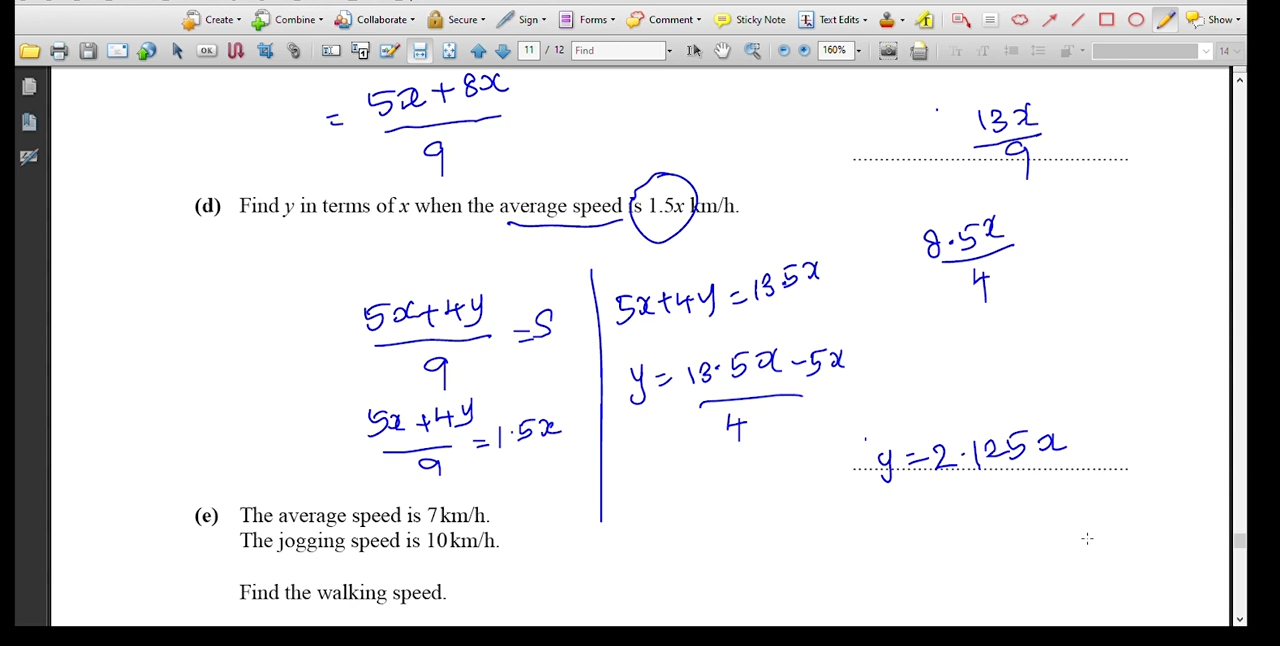 Create Combine Collaborate Secure Sign Forms Comment Sticky Note Text Edits Show
OK 11 / 12 Find 160% 14
= 5x+8x
9
13x
9
(d) Find y in terms of x when the average speed is 1.5x km/h.
8.5x
4
5x+4y = S
9
5x+4y = 1.5x
9
5x+4y = 13.5x
y = 13.5x-5x
4
y=2.125x
(e) The average speed is 7 km/h.
The jogging speed is 10 km/h.
Find the walking speed.